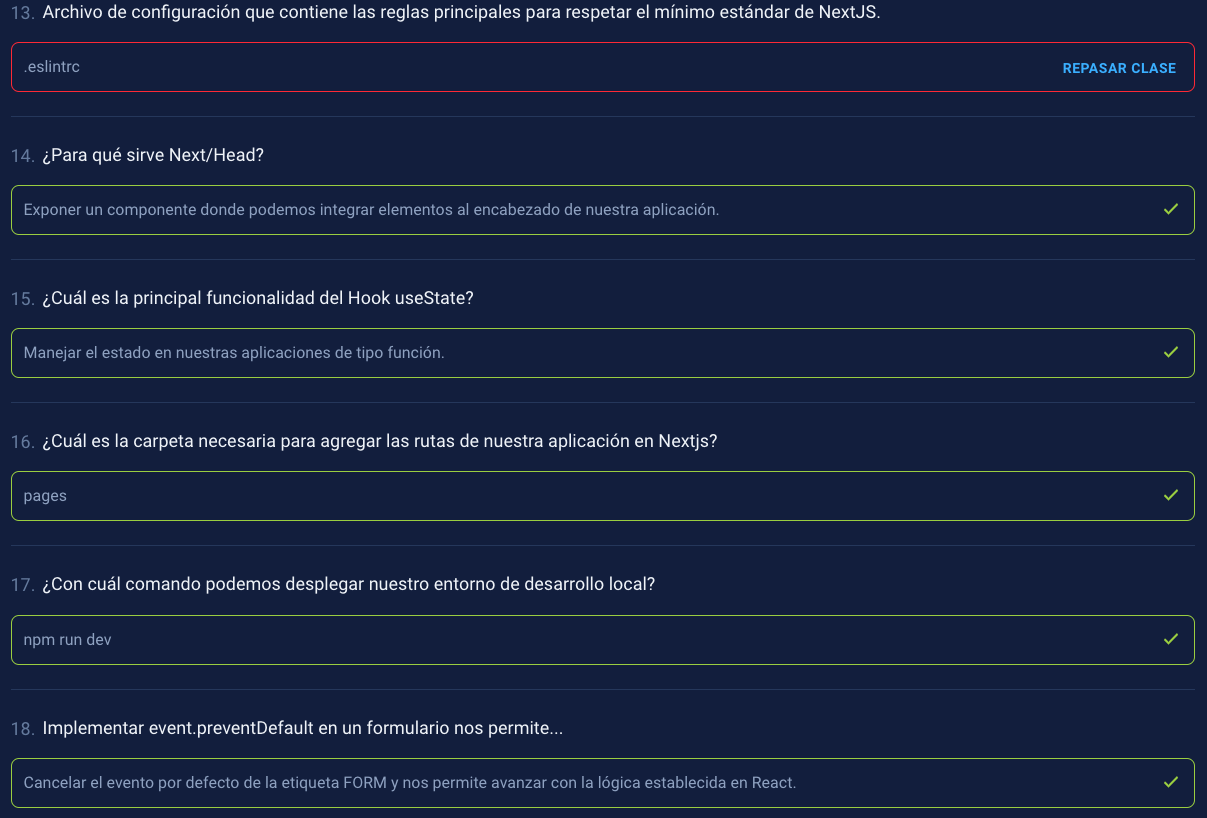 13. Archivo de configuración que contiene las reglas principales para respetar el mínimo estándar de NextJS.
.eslintrc
REPASAR CLASE
14. ¿Para qué sirve Next/Head?
Exponer un componente donde podemos integrar elementos al encabezado de nuestra aplicación.
15. ¿Cuál es la principal funcionalidad del Hook useState?
Manejar el estado en nuestras aplicaciones de tipo función.
16. ¿Cuál es la carpeta necesaria para agregar las rutas de nuestra aplicación en Nextjs?
pages
17. ¿Con cuál comando podemos desplegar nuestro entorno de desarrollo local?
npm run dev
18. Implementar event.preventDefault en un formulario nos permite...
Cancelar el evento por defecto de la etiqueta FORM y nos permite avanzar con la lógica establecida en React.